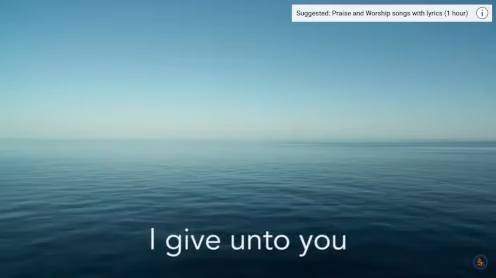 Suggested: Praise and Worship songs with lyrics (1 hour)
I give unto you